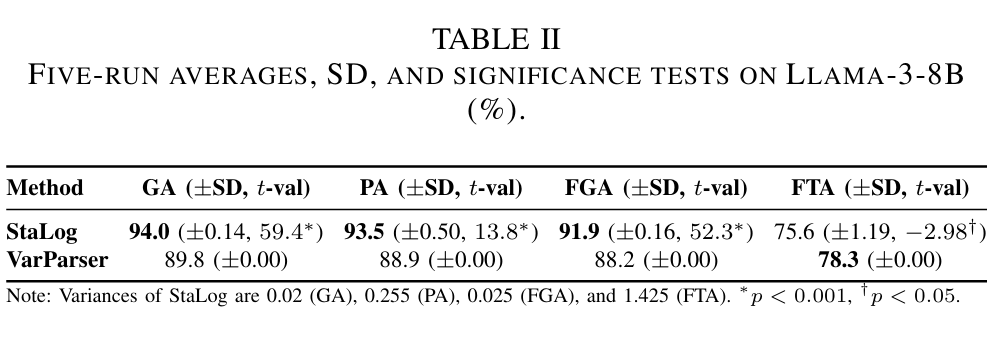 TABLE II
FIVE-RUN AVERAGES, SD, AND SIGNIFICANCE TESTS ON LLAMA-3-8B
(%).
Method GA (±SD, t-val) PA (±SD, t-val) FGA (±SD, t-val) FTA (±SD, t-val)
StaLog 94.0 (±0.14, 59.4*) 93.5 (±0.50, 13.8*) 91.9 (±0.16, 52.3*) 75.6 (±1.19, −2.98†)
VarParser 89.8 (±0.00) 88.9 (±0.00) 88.2 (±0.00) 78.3 (±0.00)
Note: Variances of StaLog are 0.02 (GA), 0.255 (PA), 0.025 (FGA), and 1.425 (FTA). *p < 0.001, †p < 0.05.